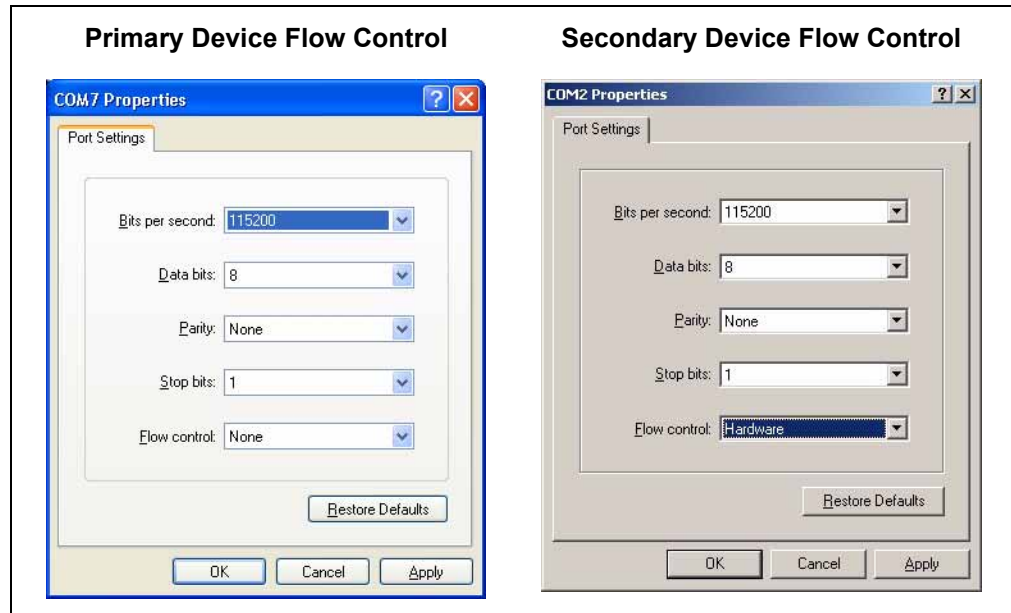 Primary Device Flow Control
COM7 Properties
Port Settings
Bits per second: 115200
Data bits: 8
Parity: None
Stop bits: 1
Flow control: None
Restore Defaults
OK Cancel Apply
Secondary Device Flow Control
COM2 Properties
Port Settings
Bits per second: 115200
Data bits: 8
Parity: None
Stop bits: 1
Flow control: Hardware
Restore Defaults
OK Cancel Apply